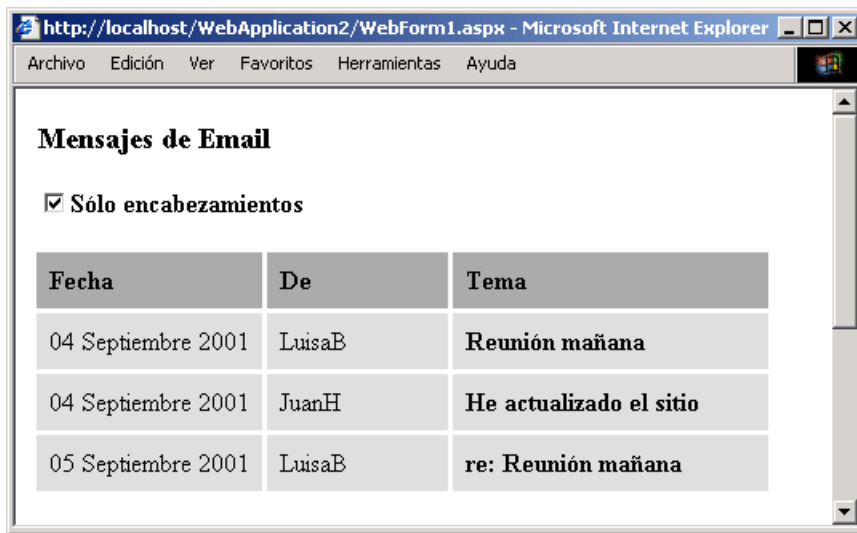 http://localhost/WebApplication2/WebForm1.aspx - Microsoft Internet Explorer
Archivo Edición Ver Favoritos Herramientas Ayuda
Mensajes de Email
Sólo encabezamientos
Fecha De Tema
04 Septiembre 2001 LuisaB Reunión mañana
04 Septiembre 2001 JuanH He actualizado el sitio
05 Septiembre 2001 LuisaB re: Reunión mañana